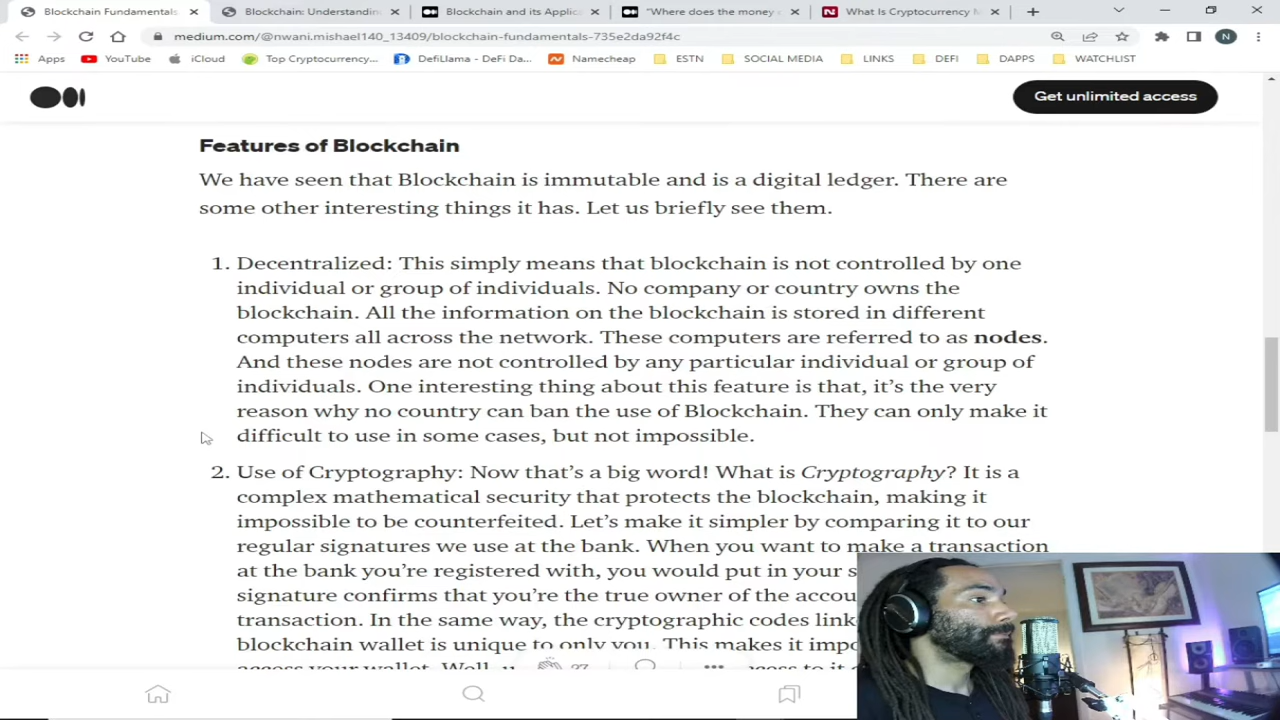 Blockchain Fundamentals
Blockchain: Understandin
Blockchain and its Applic
"Where does the money
What Is Cryptocurrency
medium.com/@nwani.mishael140_13409/blockchain-fundamentals-735e2da92f4c
N
Apps
YouTube
iCloud
Top Cryptocurrency...
DefiLlama - DeFi Da...
Namecheap
ESTN
SOCIAL MEDIA
LINKS
DEFI
DAPPS
WATCHLIST
Get unlimited access
Features of Blockchain
We have seen that Blockchain is immutable and is a digital ledger. There are
some other interesting things it has. Let us briefly see them.
1. Decentralized: This simply means that blockchain is not controlled by one
individual or group of individuals. No company or country owns the
blockchain. All the information on the blockchain is stored in different
computers all across the network. These computers are referred to as nodes.
And these nodes are not controlled by any particular individual or group of
individuals. One interesting thing about this feature is that, it's the very
reason why no country can ban the use of Blockchain. They can only make it
difficult to use in some cases, but not impossible.
2. Use of Cryptography: Now that's a big word! What is Cryptography? It is a
complex mathematical security that protects the blockchain, making it
impossible to be counterfeited. Let's make it simpler by comparing it to our
regular signatures we use at the bank. When you want to make a transaction
at the bank you're registered with, you would put in your s
signature confirms that you're the true owner of the accou
transaction. In the same way, the cryptographic codes link
blockchain wallet is unique to only you. This makes it impo
access your wallet. Well,